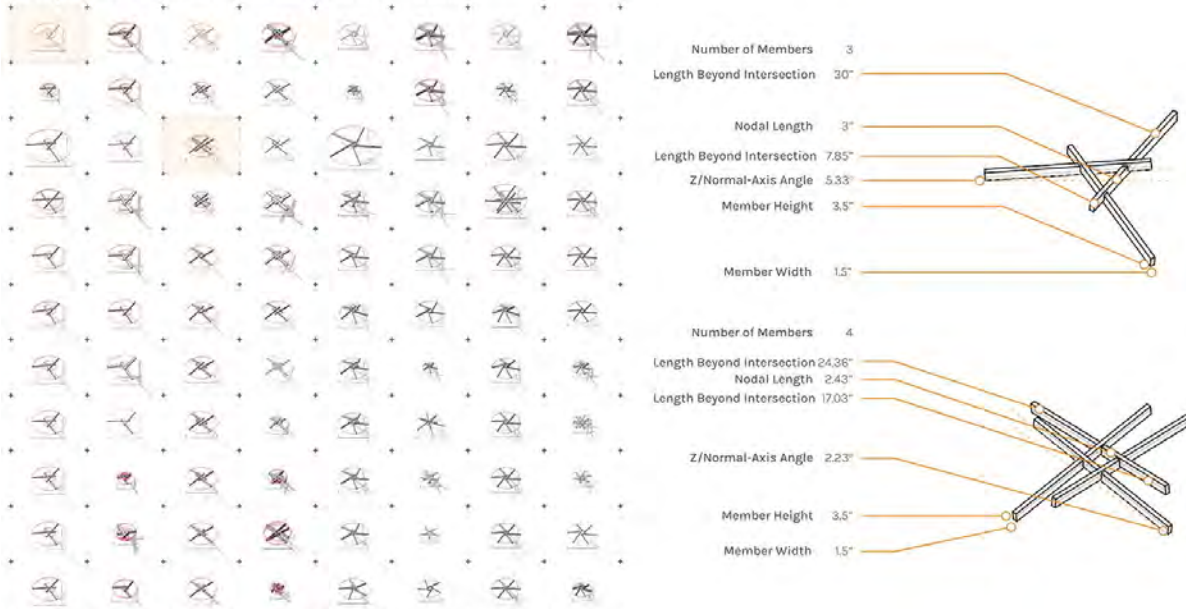 Number of Members 3
Length Beyond Intersection 30"
Nodal Length 3"
Length Beyond Intersection 7.85"
Z/Normal-Axis Angle 5.33°
Member Height 3.5"
Member Width 1.5"
Number of Members 4
Length Beyond Intersection 24.36"
Nodal Length 2.43"
Length Beyond Intersection 17.03"
Z/Normal-Axis Angle 2.23°
Member Height 3.5"
Member Width 1.5"